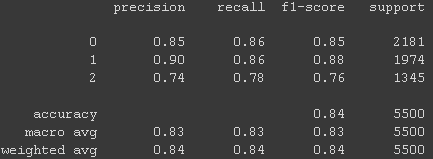 precision recall f1-score support
0 0.85 0.86 0.85 2181
1 0.90 0.86 0.88 1974
2 0.74 0.78 0.76 1345
accuracy 0.84 5500
macro avg 0.83 0.83 0.83 5500
weighted avg 0.84 0.84 0.84 5500